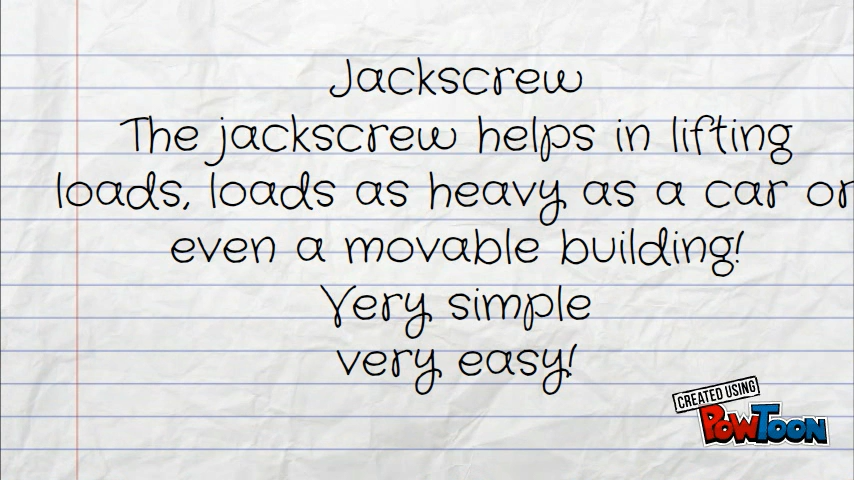 Jackscrew
The jackscrew helps in lifting
loads, loads as heavy as a car or
even a movable building!
Very simple
very easy!
CREATED USING
POWTOON